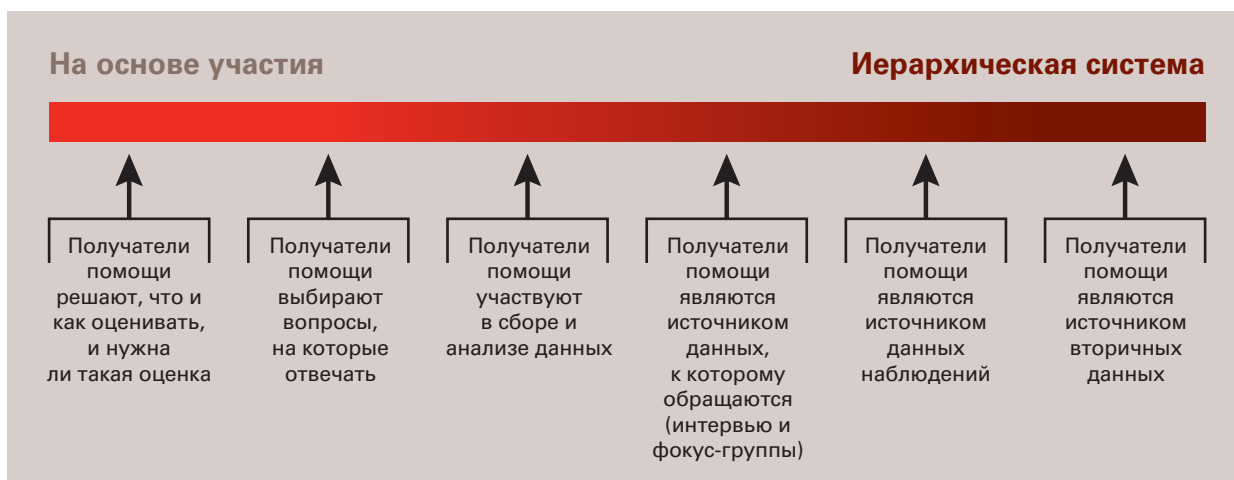 На основе участия
Иерархическая система
Получатели
помощи
решают, что и
как оценивать,
и нужна
ли такая оценка
Получатели
помощи
выбирают
вопросы,
на которые
отвечать
Получатели
помощи
участвуют
в сборе и
анализе данных
Получатели
помощи
являются
источником
данных,
к которому
обращаются
(интервью и
фокус-группы)
Получатели
помощи
являются
источником
данных
наблюдений
Получатели
помощи
являются
источником
вторичных
данных